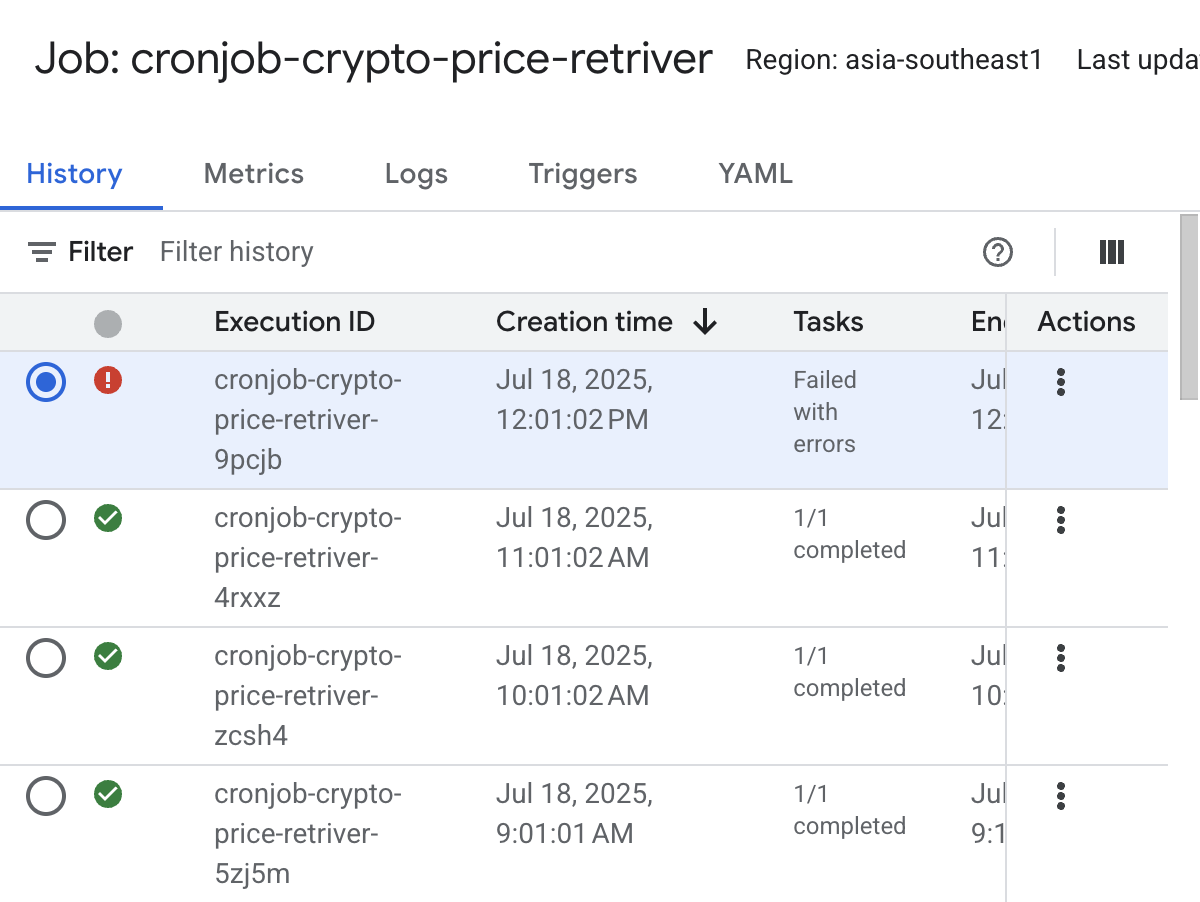 Job: cronjob-crypto-price-retriver Region: asia-southeast1 Last upda
History Metrics Logs Triggers YAML
Filter Filter history
Execution ID Creation time Tasks En Actions
cronjob-crypto-
price-retriver-
9pcjb
Jul 18, 2025,
12:01:02 PM
Failed
with
errors
Jul
12:
cronjob-crypto-
price-retriver-
4rxxz
Jul 18, 2025,
11:01:02 AM
1/1
completed
Jul
11:
cronjob-crypto-
price-retriver-
zcsh4
Jul 18, 2025,
10:01:02 AM
1/1
completed
Jul
10:
cronjob-crypto-
price-retriver-
5zj5m
Jul 18, 2025,
9:01:01 AM
1/1
completed
Jul
9:1